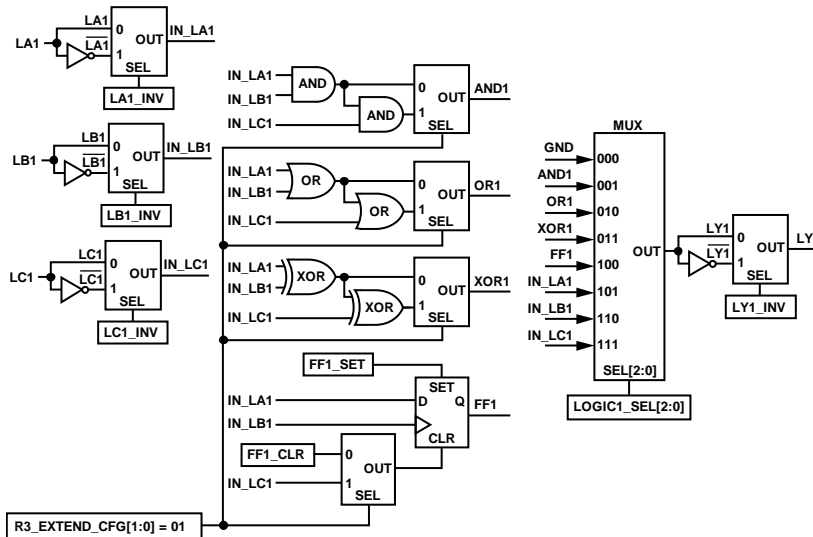 LA1
LA1
0
LA1
1
OUT
SEL
IN_LA1
LA1_INV
LB1
LB1
0
LB1
1
OUT
SEL
IN_LB1
LB1_INV
LC1
LC1
0
LC1
1
OUT
SEL
IN_LC1
LC1_INV
IN_LA1
IN_LB1
IN_LC1
AND
AND
0
1
OUT
SEL
AND1
IN_LA1
IN_LB1
IN_LC1
OR
OR
0
1
OUT
SEL
OR1
IN_LA1
IN_LB1
IN_LC1
XOR
XOR
0
1
OUT
SEL
XOR1
FF1_SET
IN_LA1
IN_LB1
SET
D Q
CLR
FF1
FF1_CLR
IN_LC1
0
1
OUT
SEL
R3_EXTEND_CFG[1:0] = 01
MUX
GND 000
AND1 001
OR1 010
XOR1 011
FF1 100
IN_LA1 101
IN_LB1 110
IN_LC1 111
OUT
SEL[2:0]
LOGIC1_SEL[2:0]
LY1
0
LY1
1
OUT
SEL
LY
LY1_INV